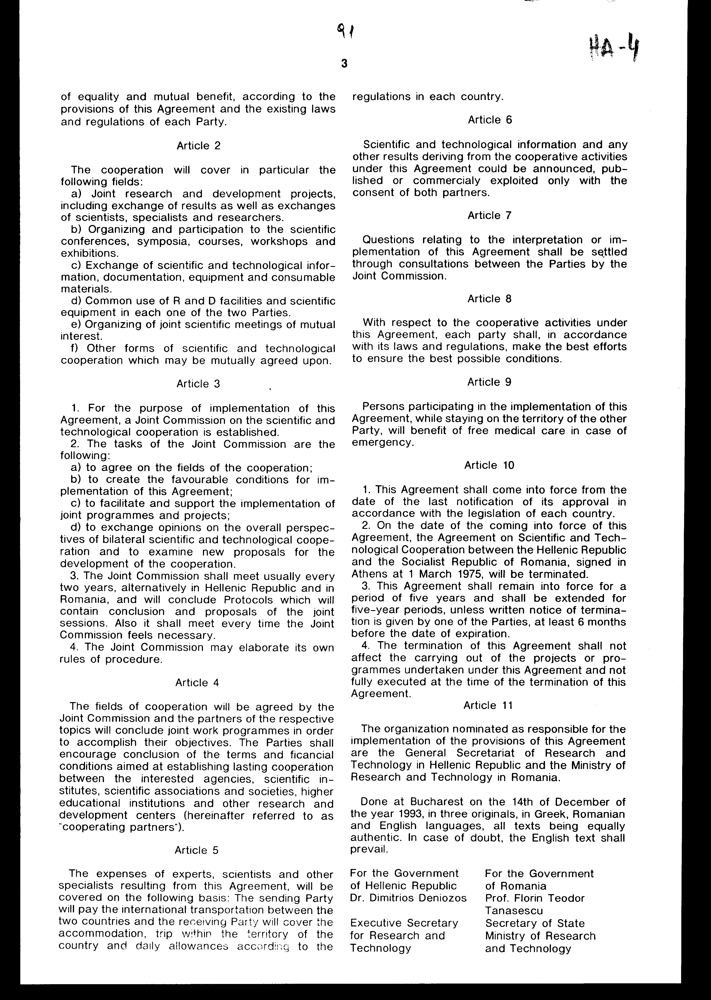 91
HA-4
3
of equality and mutual benefit, according to the
provisions of this Agreement and the existing laws
and regulations of each Party.
Article 2
The cooperation will cover in particular the
following fields:
a) Joint research and development projects,
including exchange of results as well as exchanges
of scientists, specialists and researchers.
b) Organizing and participation to the scientific
conferences, symposia, courses, workshops and
exhibitions.
c) Exchange of scientific and technological infor-
mation, documentation, equipment and consumable
materials.
d) Common use of R and D facilities and scientific
equipment in each one of the two Parties.
e) Organizing of joint scientific meetings of mutual
interest.
f) Other forms of scientific and technological
cooperation which may be mutually agreed upon.
Article 3
1. For the purpose of implementation of this
Agreement, a Joint Commission on the scientific and
technological cooperation is established.
2. The tasks of the Joint Commission are the
following:
a) to agree on the fields of the cooperation;
b) to create the favourable conditions for im-
plementation of this Agreement;
c) to facilitate and support the implementation of
joint programmes and projects;
d) to exchange opinions on the overall perspec-
tives of bilateral scientific and technological coope-
ration and to examine new proposals for the
development of the cooperation.
3. The Joint Commission shall meet usually every
two years, alternatively in Hellenic Republic and in
Romania, and will conclude Protocols which will
contain conclusion and proposals of the joint
sessions. Also it shall meet every time the Joint
Commission feels necessary.
4. The Joint Commission may elaborate its own
rules of procedure.
Article 4
The fields of cooperation will be agreed by the
Joint Commission and the partners of the respective
topics will conclude joint work programmes in order
to accomplish their objectives. The Parties shall
encourage conclusion of the terms and ficancial
conditions aimed at establishing lasting cooperation
between the interested agencies, scientific in-
stitutes, scientific associations and societies, higher
educational institutions and other research and
development centers (hereinafter referred to as
"cooperating partners").
Article 5
The expenses of experts, scientists and other
specialists resulting from this Agreement, will be
covered on the following basis: The sending Party
will pay the international transportation between the
two countries and the receiving Party will cover the
accommodation, trip within the territory of the
country and daily allowances according to the
regulations in each country.
Article 6
Scientific and technological information and any
other results deriving from the cooperative activities
under this Agreement could be announced, pub-
lished or commercialy exploited only with the
consent of both partners.
Article 7
Questions relating to the interpretation or im-
plementation of this Agreement shall be settled
through consultations between the Parties by the
Joint Commission.
Article 8
With respect to the cooperative activities under
this Agreement, each party shall, in accordance
with its laws and regulations, make the best efforts
to ensure the best possible conditions.
Article 9
Persons participating in the implementation of this
Agreement, while staying on the territory of the other
Party, will benefit of free medical care in case of
emergency.
Article 10
1. This Agreement shall come into force from the
date of the last notification of its approval in
accordance with the legislation of each country.
2. On the date of the coming into force of this
Agreement, the Agreement on Scientific and Tech-
nological Cooperation between the Hellenic Republic
and the Socialist Republic of Romania, signed in
Athens at 1 March 1975, will be terminated.
3. This Agreement shall remain into force for a
period of five years and shall be extended for
five-year periods, unless written notice of termina-
tion is given by one of the Parties, at least 6 months
before the date of expiration.
4. The termination of this Agreement shall not
affect the carrying out of the projects or pro-
grammes undertaken under this Agreement and not
fully executed at the time of the termination of this
Agreement.
Article 11
The organization nominated as responsible for the
implementation of the provisions of this Agreement
are the General Secretariat of Research and
Technology in Hellenic Republic and the Ministry of
Research and Technology in Romania.
Done at Bucharest on the 14th of December of
the year 1993, in three originals, in Greek, Romanian
and English languages, all texts being equally
authentic. In case of doubt, the English text shall
prevail.
For the Government
of Hellenic Republic
Dr. Dimitrios Deniozos
Executive Secretary
for Research and
Technology
For the Government
of Romania
Prof. Florin Teodor
Tanasescu
Secretary of State
Ministry of Research
and Technology